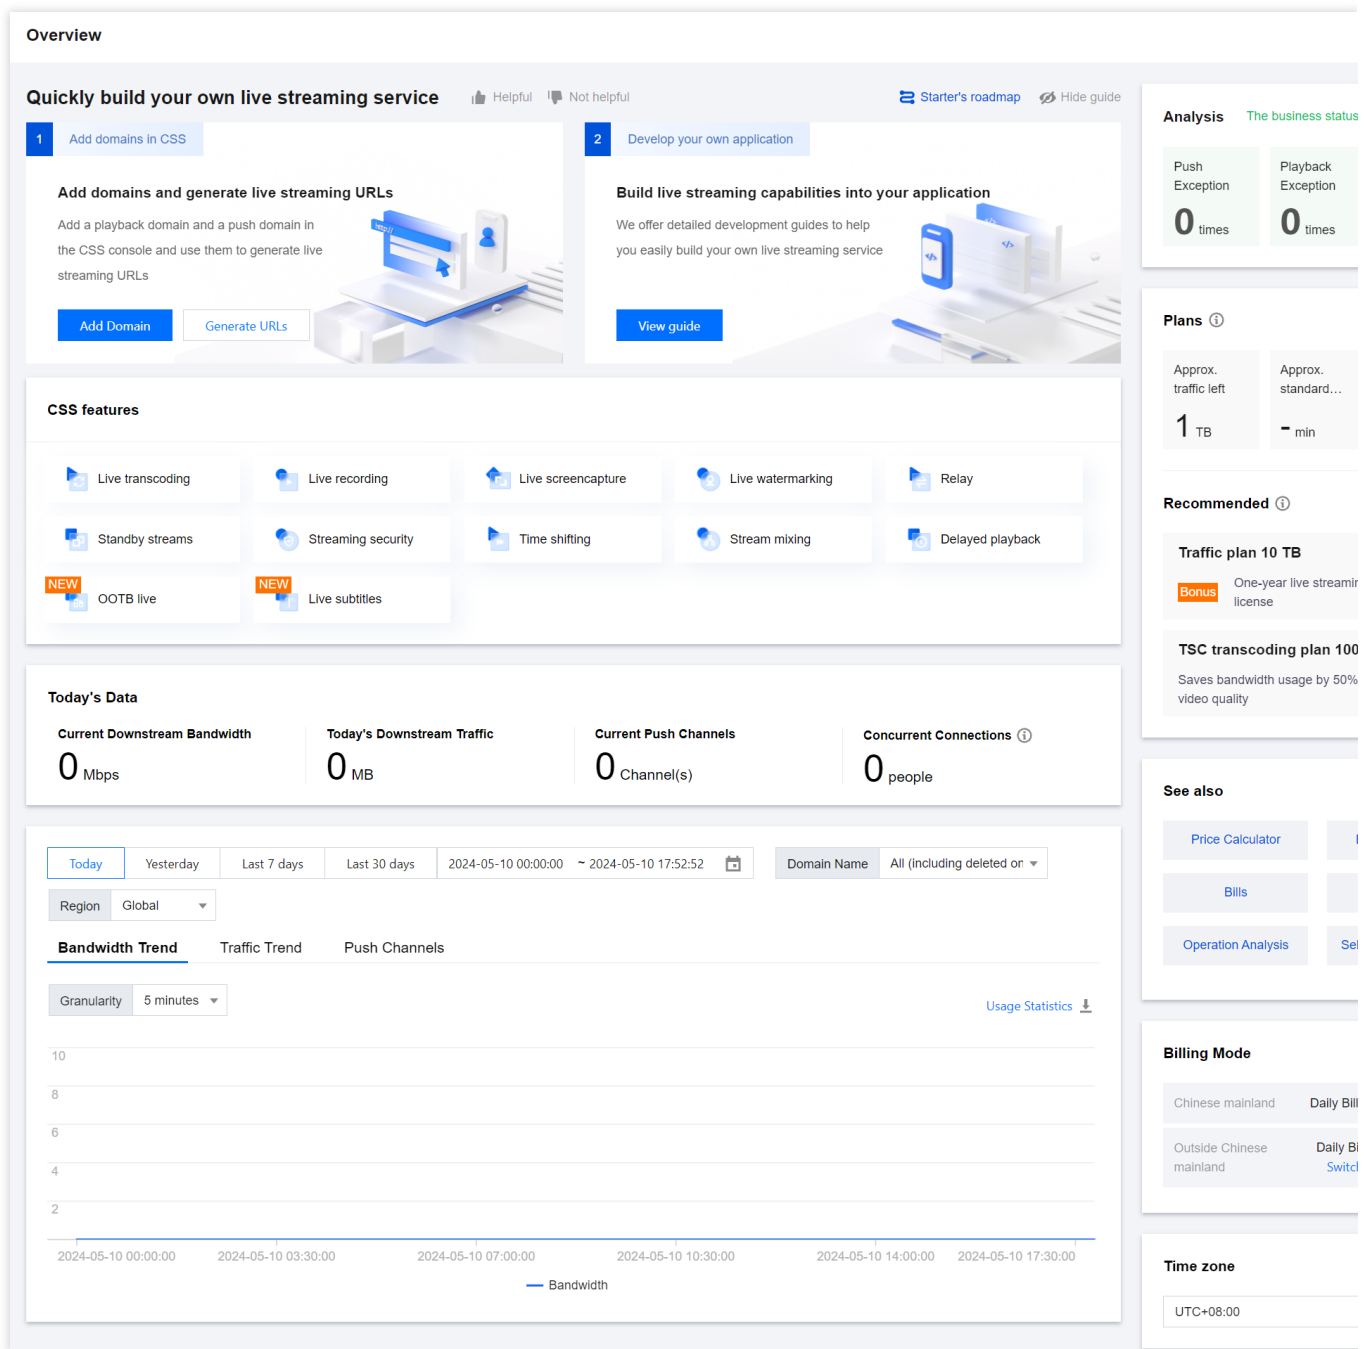 Overview
Quickly build your own live streaming service
Helpful
Not helpful
Starter's roadmap
Hide guide
1
Add domains in CSS
Add domains and generate live streaming URLs
Add a playback domain and a push domain in
the CSS console and use them to generate live
streaming URLs
Add Domain
Generate URLs
http://
2
Develop your own application
Build live streaming capabilities into your application
We offer detailed development guides to help
you easily build your own live streaming service
View guide
</>
</>
</>
CSS features
Live transcoding
Live recording
Live screencapture
Live watermarking
Relay
Standby streams
Streaming security
Time shifting
Stream mixing
Delayed playback
NEW
OOTB live
NEW
Live subtitles
Today's Data
Current Downstream Bandwidth
0 Mbps
Today's Downstream Traffic
0 MB
Current Push Channels
0 Channel(s)
Concurrent Connections
0 people
Today
Yesterday
Last 7 days
Last 30 days
2024-05-10 00:00:00 ~ 2024-05-10 17:52:52
Domain Name
All (including deleted on
Region
Global
Bandwidth Trend
Traffic Trend
Push Channels
Granularity
5 minutes
Usage Statistics
10
8
6
4
2
2024-05-10 00:00:00
2024-05-10 03:30:00
2024-05-10 07:00:00
2024-05-10 10:30:00
2024-05-10 14:00:00
2024-05-10 17:30:00
Bandwidth
Analysis
The business status
Push
Exception
0 times
Playback
Exception
0 times
Plans
Approx.
traffic left
1 TB
Approx.
standard...
- min
Recommended
Traffic plan 10 TB
Bonus
One-year live streamin
license
TSC transcoding plan 100
Saves bandwidth usage by 50%
video quality
See also
Price Calculator
Bills
Operation Analysis
Sel
Billing Mode
Chinese mainland
Daily Bill
Outside Chinese
mainland
Daily Bi
Switch
Time zone
UTC+08:00